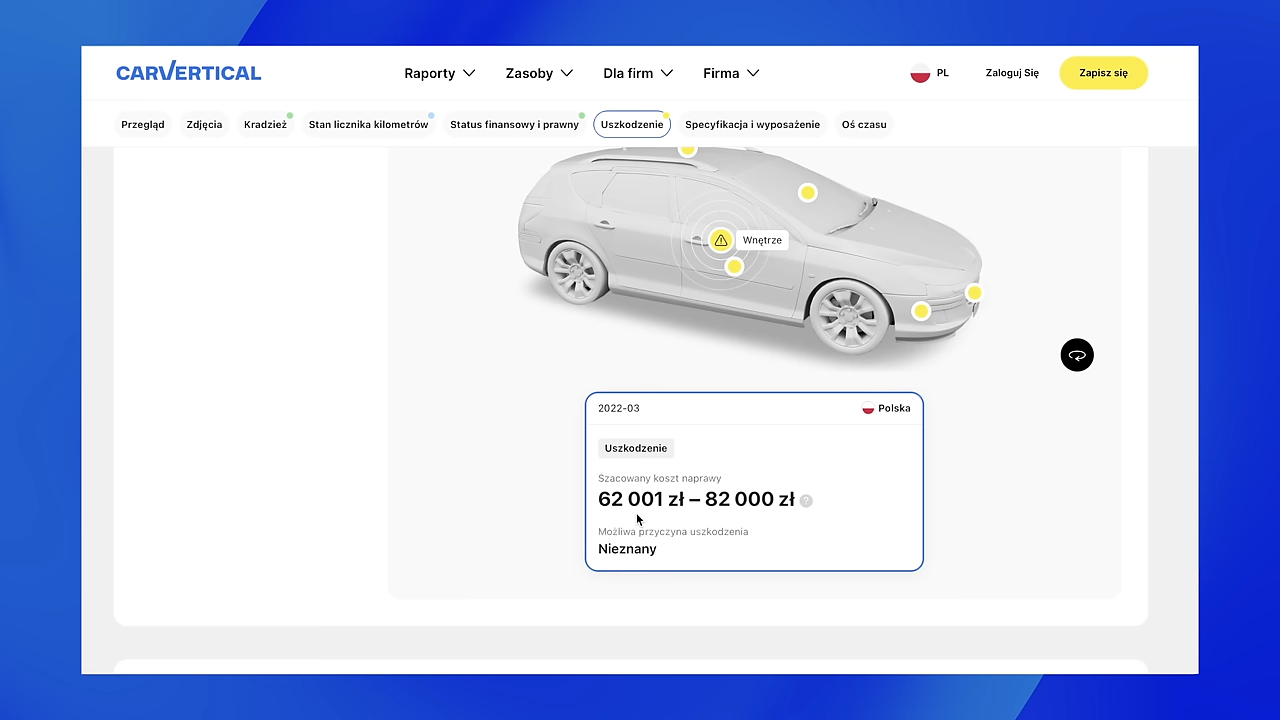 CARVERTICAL
Raporty Zasoby Dla firm Firma
PL Zaloguj Się Zapisz się
Przegląd Zdjęcia Kradzież Stan licznika kilometrów Status finansowy i prawny Uszkodzenie Specyfikacja i wyposażenie Oś czasu
Wnętrze
2022-03 Polska
Uszkodzenie
Szacowany koszt naprawy
62 001 zł – 82 000 zł ?
Możliwa przyczyna uszkodzenia
Nieznany